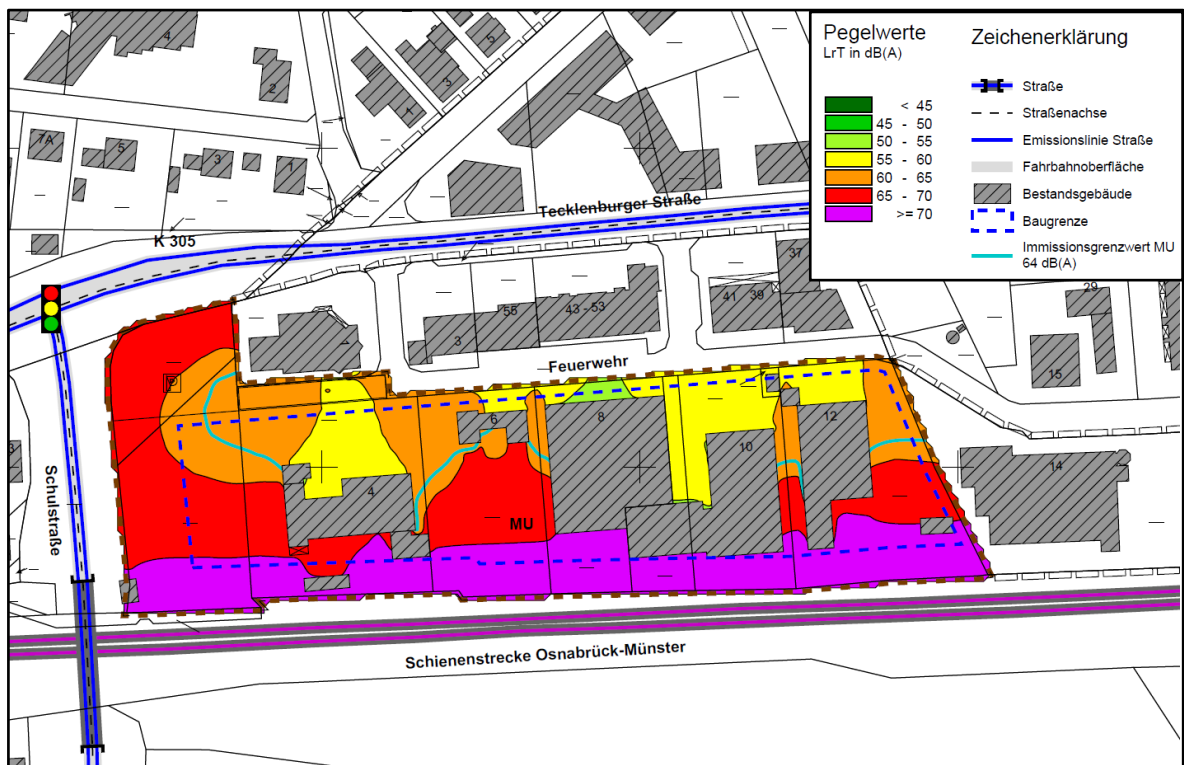 Pegelwerte
LrT in dB(A)
< 45
45 - 50
50 - 55
55 - 60
60 - 65
65 - 70
>= 70
Zeichenerklärung
Straße
Straßenachse
Emissionslinie Straße
Fahrbahnoberfläche
Bestandsgebäude
Baugrenze
Immissionsgrenzwert MU
64 dB(A)
4
2
5
3
1
7A
5
3
1
Tecklenburger Straße
K 305
37
41
39
29
55
43 - 53
3
15
Feuerwehr
6
8
12
10
4
14
MU
Schulstraße
Schienenstrecke Osnabrück-Münster